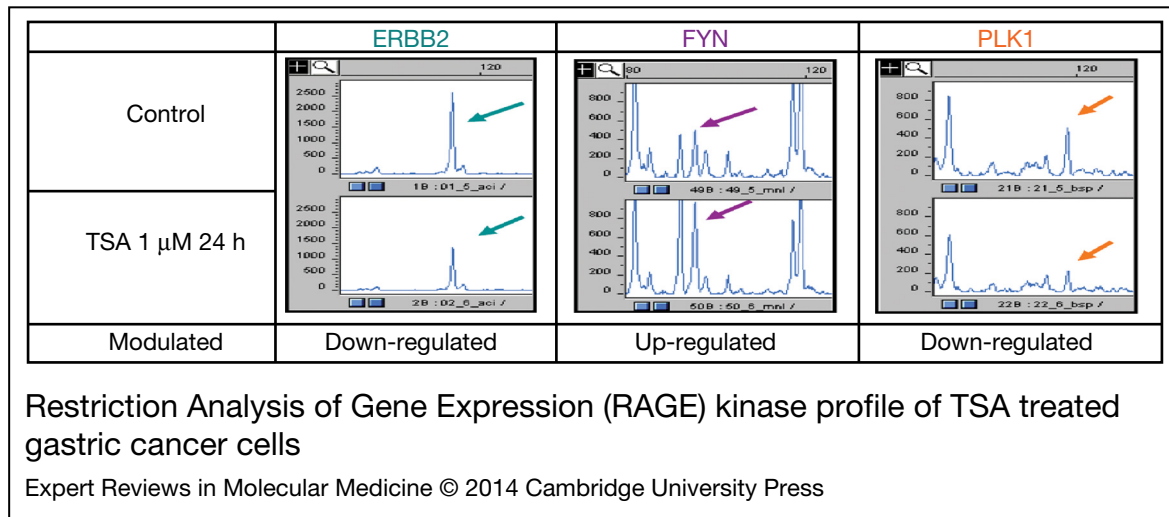 ERBB2 FYN PLK1
Control
120
2500
2000
1500
1000
500
0
1B :01_5_aci /
80 120
800
600
400
200
0
49B :49_5_mnl /
120
800
600
400
200
0
21B :21_5_bsp /
TSA 1 μM 24 h
2500
2000
1500
1000
500
0
2B :02_6_aci /
800
600
400
200
0
50B :50_6_mnl /
800
600
400
200
0
22B :22_6_bsp /
Modulated Down-regulated Up-regulated Down-regulated
Restriction Analysis of Gene Expression (RAGE) kinase profile of TSA treated
gastric cancer cells
Expert Reviews in Molecular Medicine © 2014 Cambridge University Press